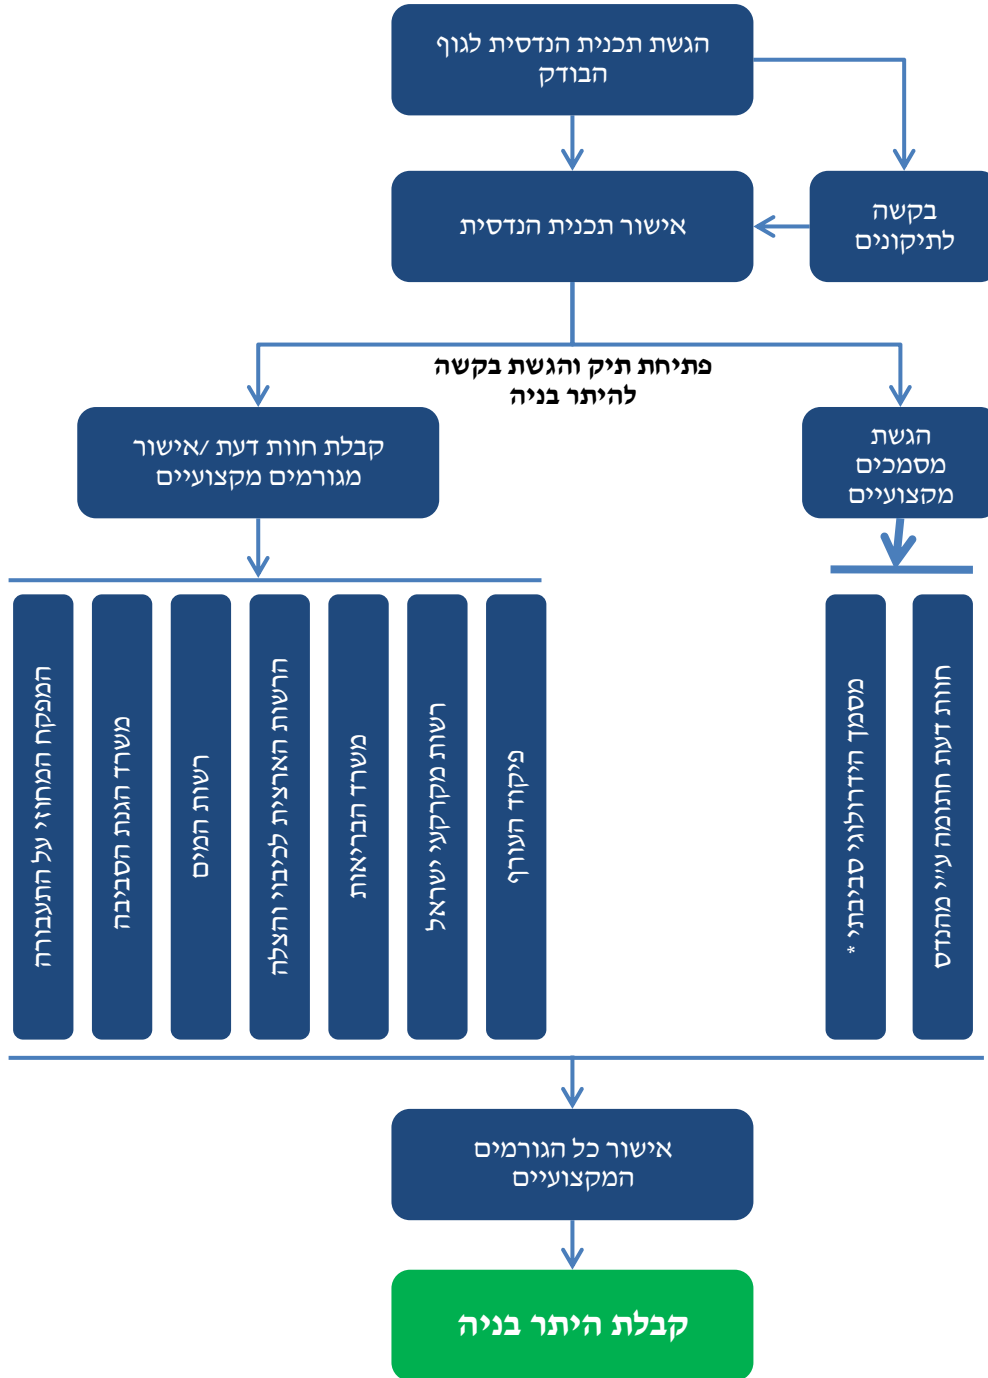 הגשת תכנית הנדסית לגוף
הבודק
בקשה
לתיקונים
אישור תכנית הנדסית
פתיחת תיק והגשת בקשה
להיתר בניה
הגשת
מסמכים
מקצועיים
קבלת חוות דעת /אישור
מגורמים מקצועיים
חוות דעת חתומה ע״י מהנדס
מסמך הידרולוגי סביבתי *
פיקוד העורף
רשות מקרקעי ישראל
משרד הבריאות
הרשות הארצית לכיבוי והצלה
רשות המים
משרד הגנת הסביבה
המפקח המחוזי על התעבורה
אישור כל הגורמים
המקצועיים
קבלת היתר בניה